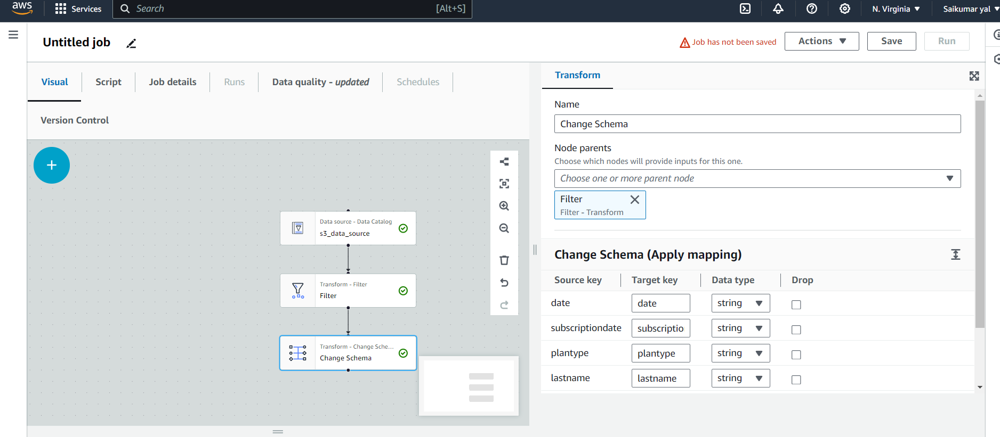 aws
Services
Search
[Alt+S]
N. Virginia
Saikumar yal
Untitled job
Job has not been saved
Actions
Save
Run
Visual
Script
Job details
Runs
Data quality - updated
Schedules
Version Control
Data source - Data Catalog
s3_data_source
Transform - Filter
Filter
Transform - Change Sche...
Change Schema
Transform
Name
Change Schema
Node parents
Choose which nodes will provide inputs for this one.
Choose one or more parent node
Filter
Filter - Transform
Change Schema (Apply mapping)
Source key
Target key
Data type
Drop
date
date
string
subscriptiondate
subscriptio
string
plantype
plantype
string
lastname
lastname
string